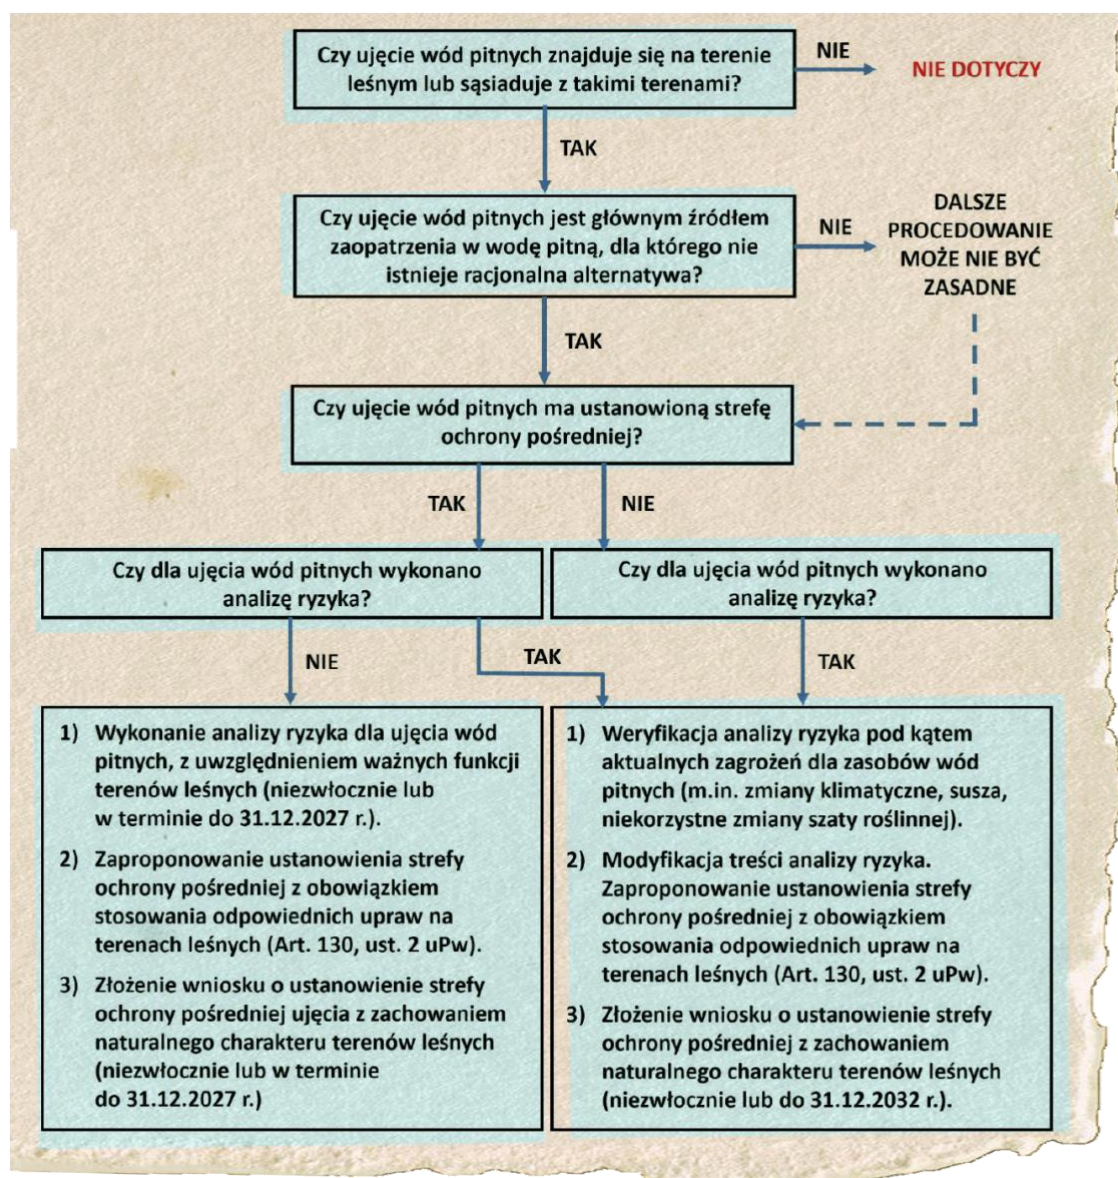 Czy ujęcie wód pitnych znajduje się na terenie
leśnym lub sąsiaduje z takimi terenami?
NIE
NIE DOTYCZY
TAK
Czy ujęcie wód pitnych jest głównym źródłem
zaopatrzenia w wodę pitną, dla którego nie
istnieje racjonalna alternatywa?
NIE
DALSZE
PROCEDOWANIE
MOŻE NIE BYĆ
ZASADNE
TAK
Czy ujęcie wód pitnych ma ustanowioną strefę
ochrony pośredniej?
TAK
NIE
Czy dla ujęcia wód pitnych wykonano
analizę ryzyka?
Czy dla ujęcia wód pitnych wykonano
analizę ryzyka?
NIE
TAK
TAK
1) Wykonanie analizy ryzyka dla ujęcia wód
pitnych, z uwzględnieniem ważnych funkcji
terenów leśnych (niezwłocznie lub
w terminie do 31.12.2027 r.).
2) Zaproponowanie ustanowienia strefy
ochrony pośredniej z obowiązkiem
stosowania odpowiednich upraw na
terenach leśnych (Art. 130, ust. 2 uPw).
3) Złożenie wniosku o ustanowienie strefy
ochrony pośredniej ujęcia z zachowaniem
naturalnego charakteru terenów leśnych
(niezwłocznie lub w terminie
do 31.12.2027 r.)
1) Weryfikacja analizy ryzyka pod kątem
aktualnych zagrożeń dla zasobów wód
pitnych (m.in. zmiany klimatyczne, susza,
niekorzystne zmiany szaty roślinnej).
2) Modyfikacja treści analizy ryzyka.
Zaproponowanie ustanowienia strefy
ochrony pośredniej z obowiązkiem
stosowania odpowiednich upraw na
terenach leśnych (Art. 130, ust. 2 uPw).
3) Złożenie wniosku o ustanowienie strefy
ochrony pośredniej z zachowaniem
naturalnego charakteru terenów leśnych
(niezwłocznie lub do 31.12.2032 r.).